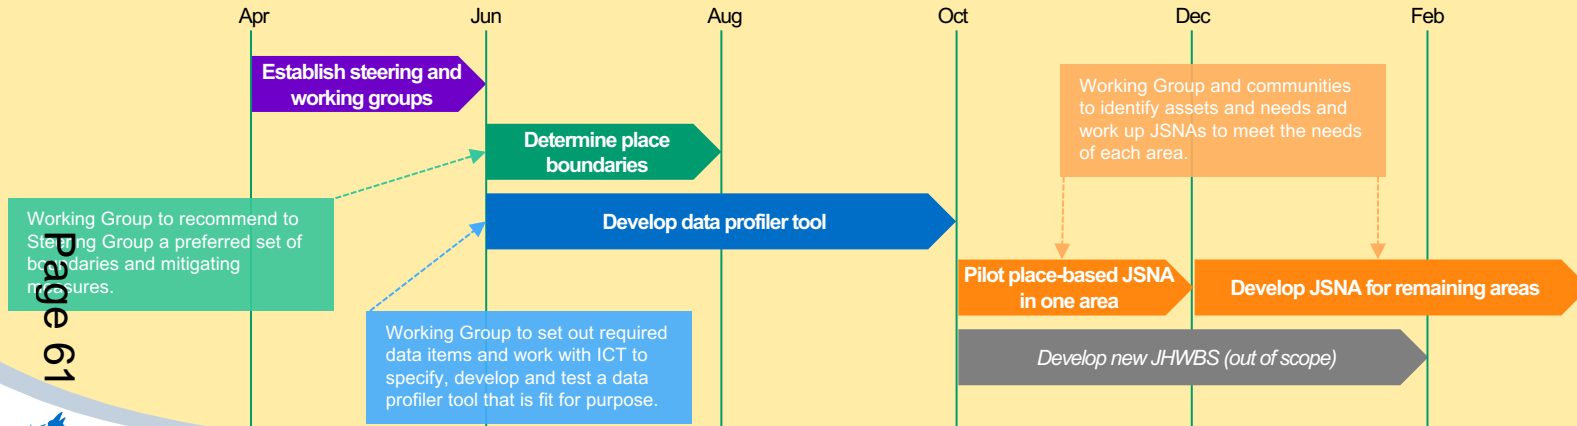 Apr
Jun
Aug
Oct
Dec
Feb
Establish steering and
working groups
Working Group and communities
to identify assets and needs and
work up JSNAs to meet the needs
of each area.
Determine place
boundaries
Working Group to recommend to
Steering Group a preferred set of
boundaries and mitigating
measures.
Develop data profiler tool
Pilot place-based JSNA
in one area
Develop JSNA for remaining areas
Working Group to set out required
data items and work with ICT to
specify, develop and test a data
profiler tool that is fit for purpose.
Develop new JHWBS (out of scope)
Page 61